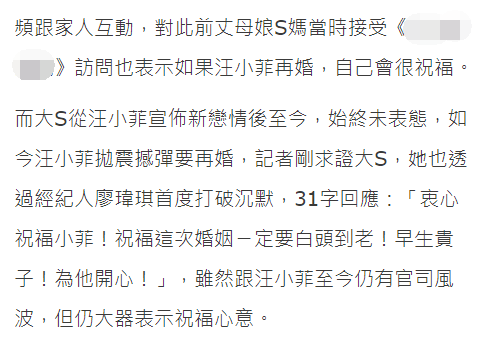 頻跟家人互動，對此前丈母娘S媽當時接受《
》訪問也表示如果汪小菲再婚，自己會很祝福。
而大S從汪小菲宣佈新戀情後至今，始終未表態，如
今汪小菲拋震撼彈要再婚，記者剛求證大S，她也透
過經紀人廖瑋琪首度打破沉默，31字回應：「衷心
祝福小菲！祝福這次婚姻一定要白頭到老！早生貴
子！為他開心！」，雖然跟汪小菲至今仍有官司風
波，但仍大器表示祝福心意。